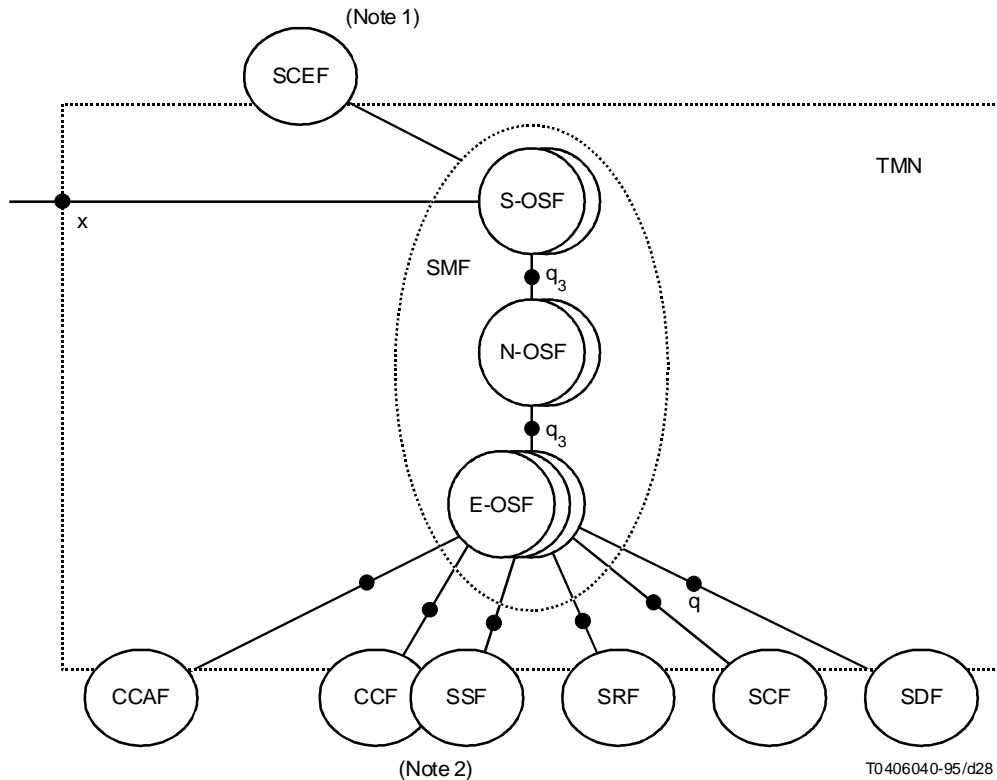 (Note 1)
SCEF
TMN
S-OSF
x
SMF
q3
N-OSF
q3
E-OSF
q
CCAF
CCF
SSF
SRF
SCF
SDF
(Note 2)
T0406040-95/d28